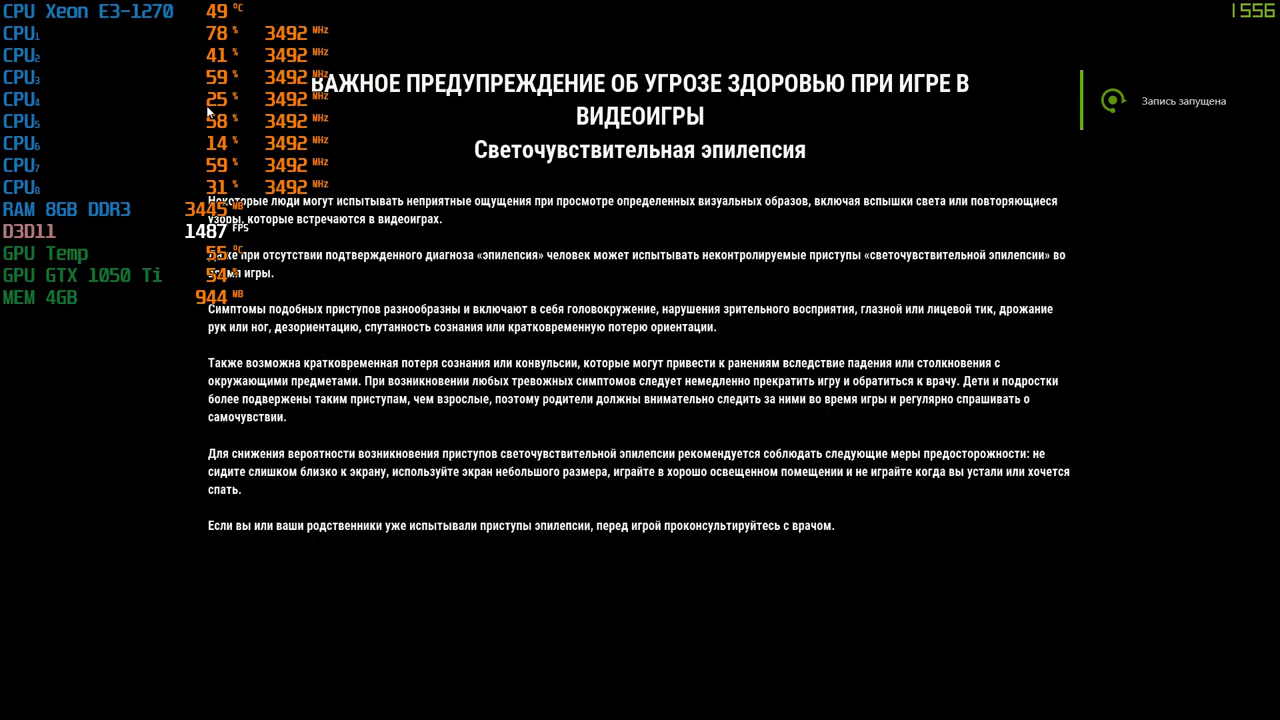 CPU Xeon E3-1270 49 °C
1556
CPU1 78 % 3492 MHz
CPU2 41 % 3492 MHz
CPU3 59 % 3492 MHz
CPU4 25 % 3492 MHz
CPU5 58 % 3492 MHz
CPU6 14 % 3492 MHz
CPU7 59 % 3492 MHz
CPU8 31 % 3492 MHz
RAM 8GB DDR3 3445 MB
D3D11 1487 FPS
GPU Temp 55 °C
GPU GTX 1050 Ti 54 %
MEM 4GB 944 MB
ВАЖНОЕ ПРЕДУПРЕЖДЕНИЕ ОБ УГРОЗЕ ЗДОРОВЬЮ ПРИ ИГРЕ В
ВИДЕОИГРЫ
Светочувствительная эпилепсия
Запись запущена
Некоторые люди могут испытывать неприятные ощущения при просмотре определенных визуальных образов, включая вспышки света или повторяющиеся
узоры, которые встречаются в видеоиграх.
Даже при отсутствии подтвержденного диагноза «эпилепсия» человек может испытывать неконтролируемые приступы «светочувствительной эпилепсии» во
время игры.
Симптомы подобных приступов разнообразны и включают в себя головокружение, нарушения зрительного восприятия, глазной или лицевой тик, дрожание
рук или ног, дезориентацию, спутанность сознания или кратковременную потерю ориентации.
Также возможна кратковременная потеря сознания или конвульсии, которые могут привести к ранениям вследствие падения или столкновения с
окружающими предметами. При возникновении любых тревожных симптомов следует немедленно прекратить игру и обратиться к врачу. Дети и подростки
более подвержены таким приступам, чем взрослые, поэтому родители должны внимательно следить за ними во время игры и регулярно спрашивать о
самочувствии.
Для снижения вероятности возникновения приступов светочувствительной эпилепсии рекомендуется соблюдать следующие меры предосторожности: не
сидите слишком близко к экрану, используйте экран небольшого размера, играйте в хорошо освещенном помещении и не играйте когда вы устали или хочется
спать.
Если вы или ваши родственники уже испытывали приступы эпилепсии, перед игрой проконсультируйтесь с врачом.